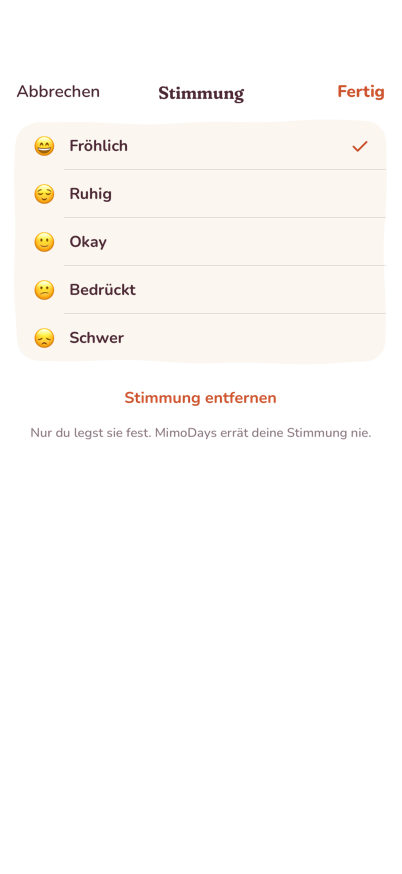 Abbrechen
Stimmung
Fertig
Fröhlich
Ruhig
Okay
Bedrückt
Schwer
Stimmung entfernen
Nur du legst sie fest. MimoDays errät deine Stimmung nie.